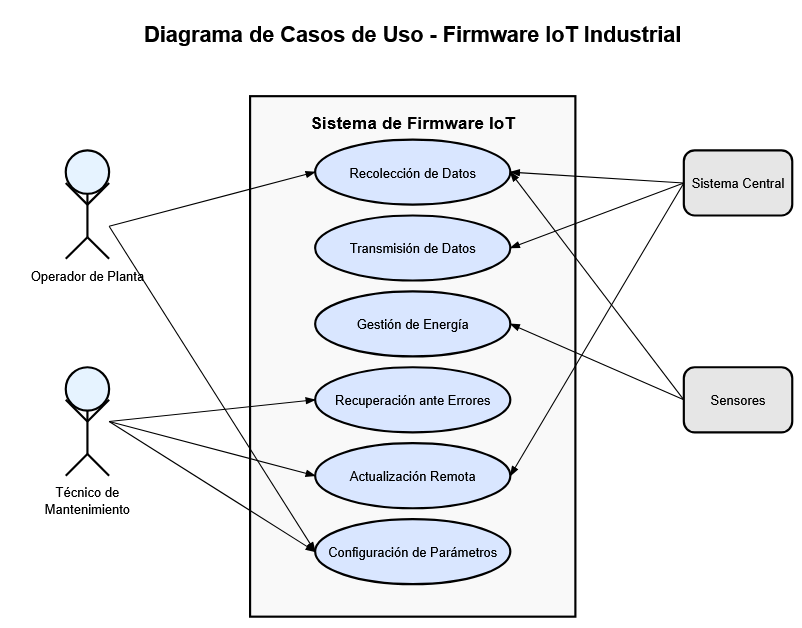 Diagrama de Casos de Uso - Firmware IoT Industrial
Sistema de Firmware IoT
Recolección de Datos
Transmisión de Datos
Gestión de Energía
Recuperación ante Errores
Actualización Remota
Configuración de Parámetros
Operador de Planta
Técnico de
Mantenimiento
Sistema Central
Sensores